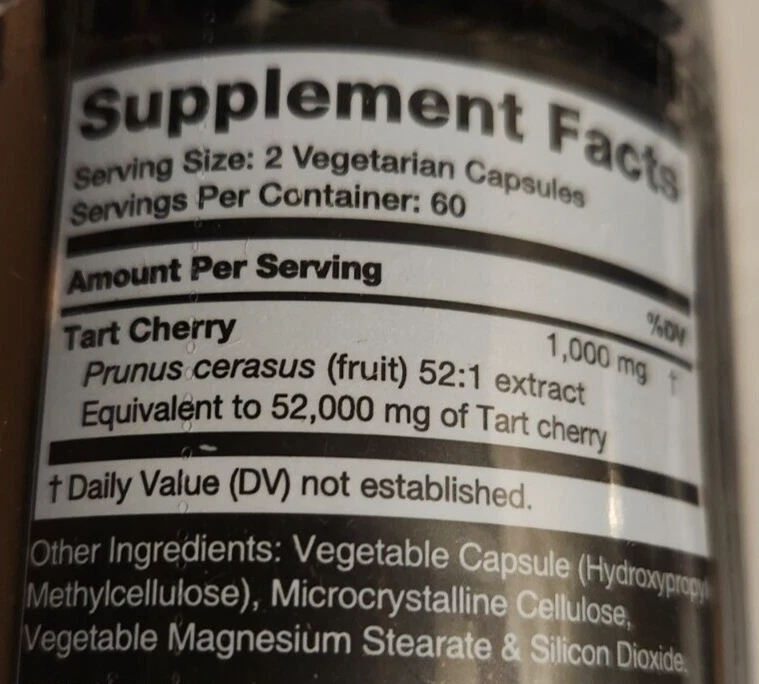 Supplement Facts
Serving Size: 2 Vegetarian Capsules
Servings Per Container: 60
Amount Per Serving
%DV
Tart Cherry 1,000 mg †
Prunus cerasus (fruit) 52:1 extract
Equivalent to 52,000 mg of Tart cherry
† Daily Value (DV) not established.
Other Ingredients: Vegetable Capsule (Hydroxypropyl
Methylcellulose), Microcrystalline Cellulose,
Vegetable Magnesium Stearate & Silicon Dioxide.